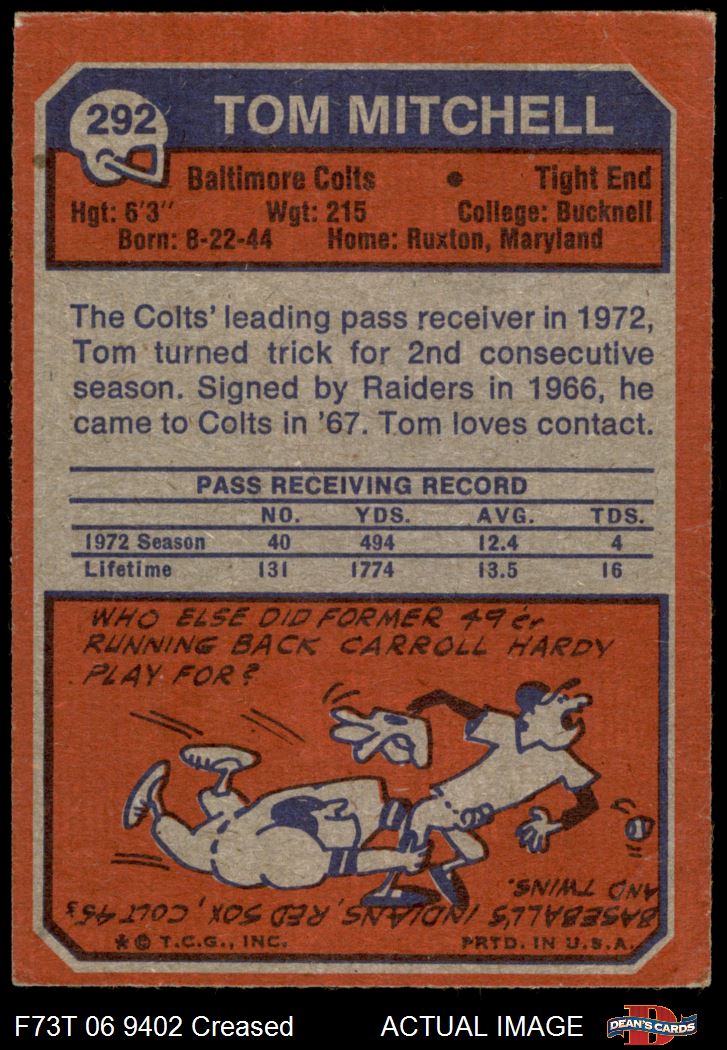 292
TOM MITCHELL
Baltimore Colts • Tight End
Hgt: 6'3" Wgt: 215 College: Bucknell
Born: 8-22-44 Home: Ruxton, Maryland
The Colts' leading pass receiver in 1972,
Tom turned trick for 2nd consecutive
season. Signed by Raiders in 1966, he
came to Colts in '67. Tom loves contact.
PASS RECEIVING RECORD
NO. YDS. AVG. TDS.
1972 Season 40 494 12.4 4
Lifetime 131 1774 13.5 16
WHO ELSE DID FORMER 49er
RUNNING BACK CARROLL HARDY
PLAY FOR?
BASEBALL'S INDIANS, RED SOX, COLT 45s
AND TWINS.
* © T.C.G., INC. PRTD. IN U.S.A.
F73T 06 9402 Creased ACTUAL IMAGE
DEAN'S CARDS